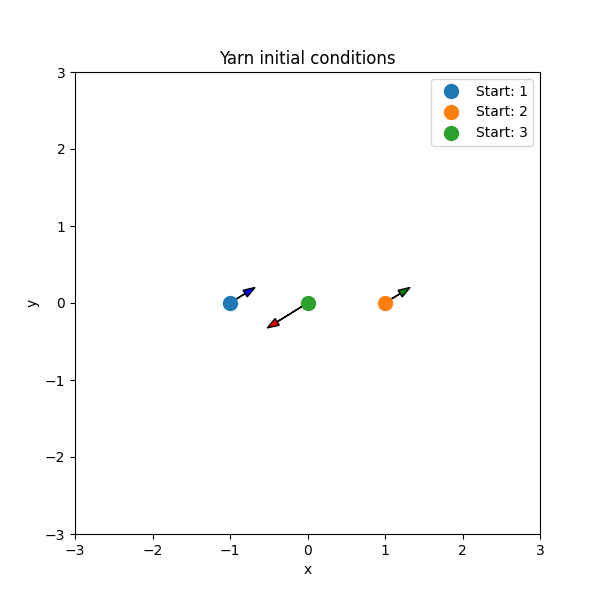 Yarn initial conditions
Start: 1
Start: 2
Start: 3
3
2
1
0
−1
−2
−3
y
−3
−2
−1
0
1
2
3
x